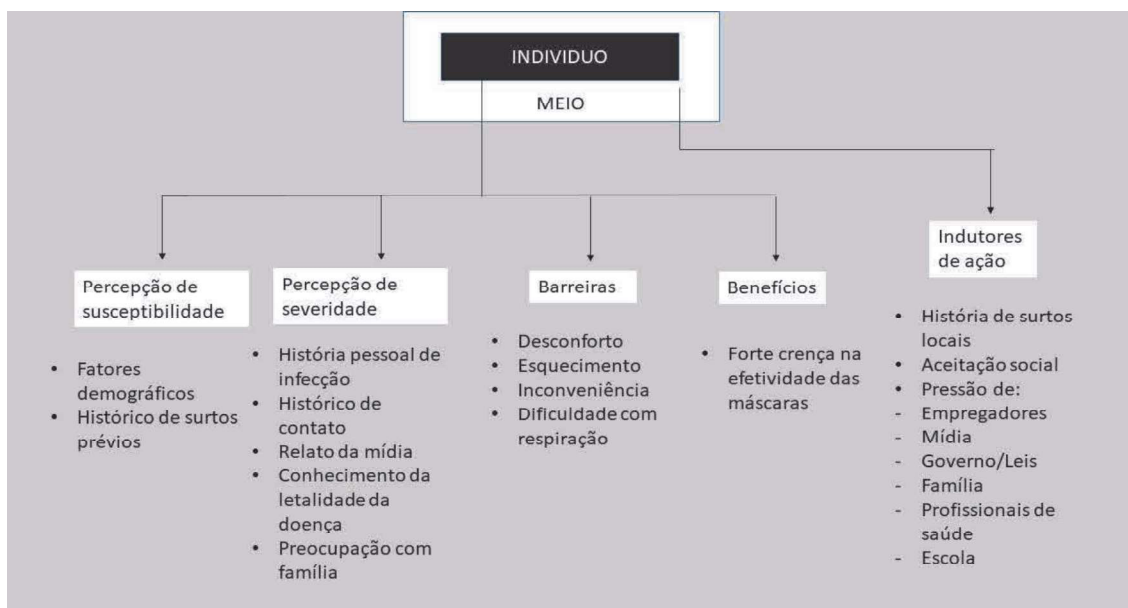 INDIVIDUO
MEIO
Percepção de
susceptibilidade
• Fatores
demográficos
• Histórico de surtos
prévios
Percepção de
severidade
• História pessoal de
infecção
• Histórico de
contato
• Relato da mídia
• Conhecimento da
letalidade da
doença
• Preocupação com
família
Barreiras
• Desconforto
• Esquecimento
• Inconveniência
• Dificuldade com
respiração
Benefícios
• Forte crença na
efetividade das
máscaras
Indutores
de ação
• História de surtos
locais
• Aceitação social
• Pressão de:
- Empregadores
- Mídia
- Governo/Leis
- Família
- Profissionais de
saúde
- Escola